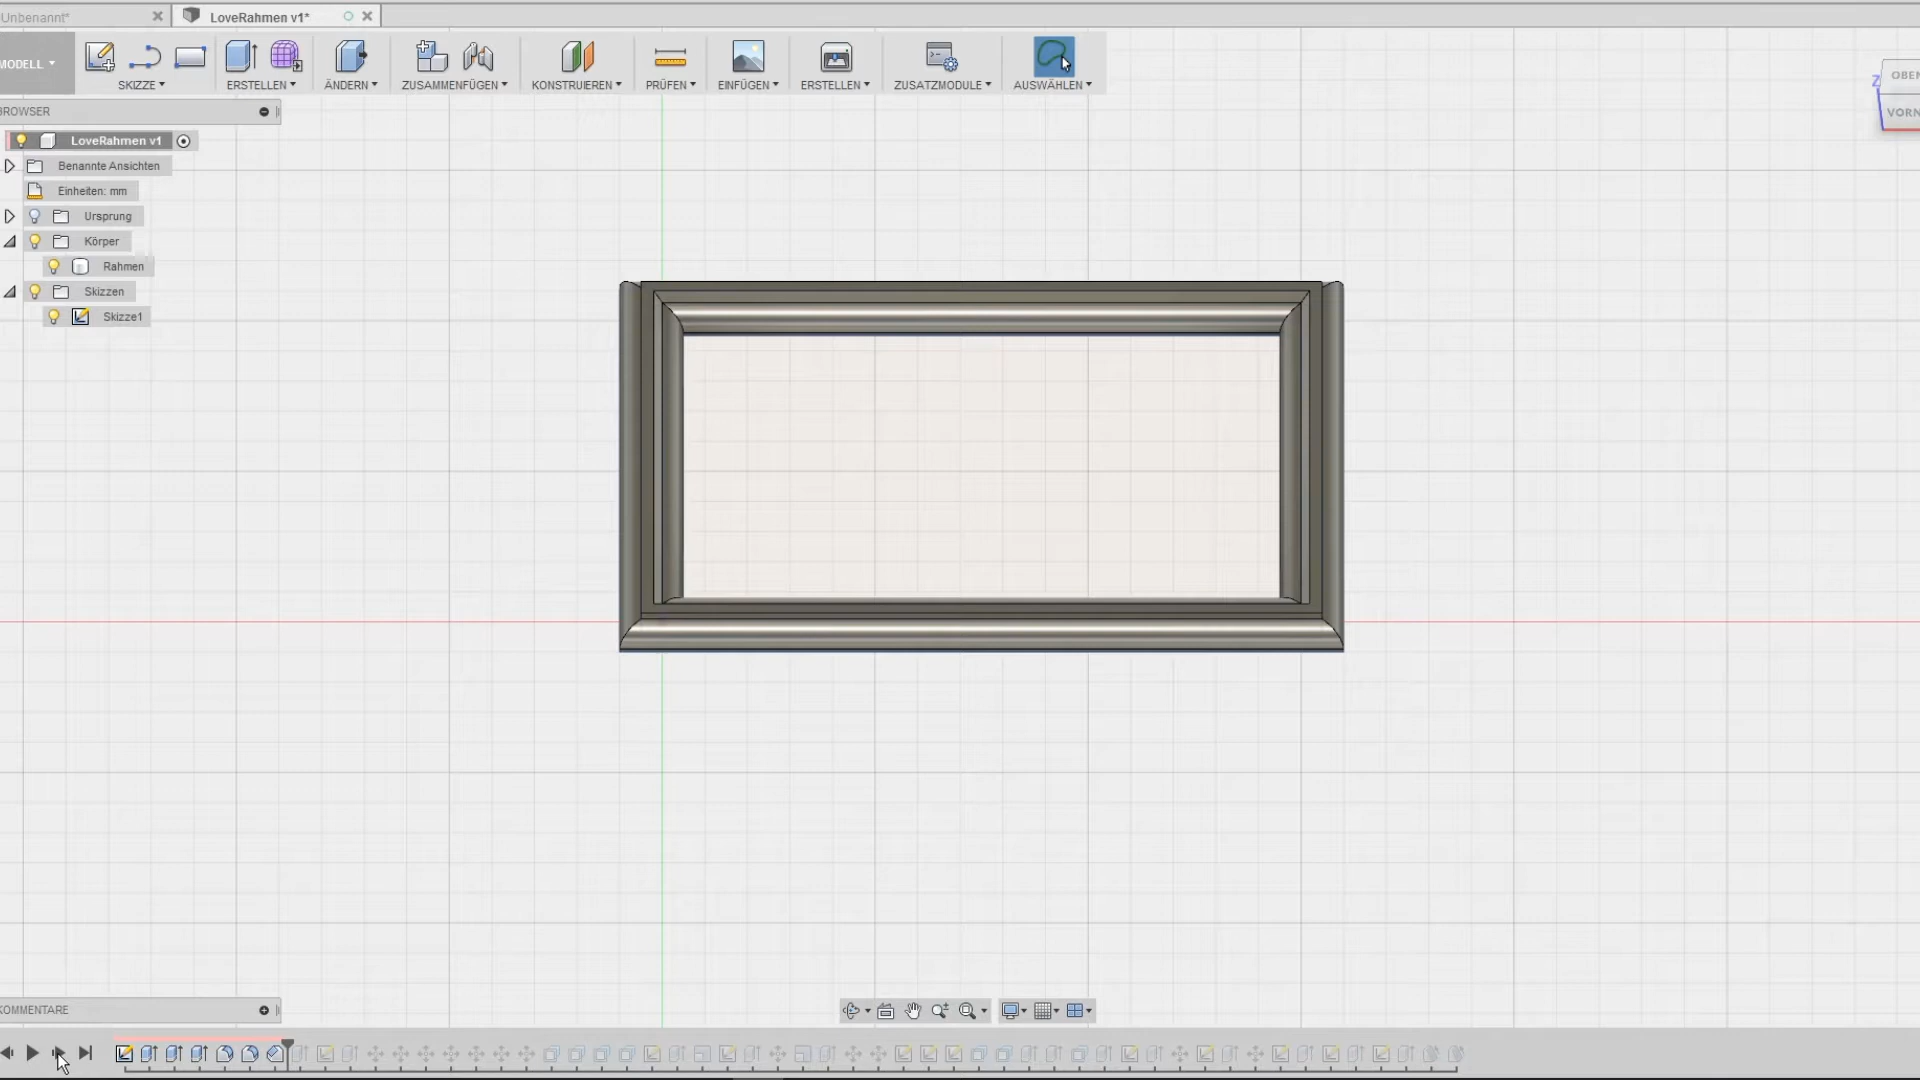 Unbenannt*
LoveRahmen v1*
MODELL
SKIZZE
ERSTELLEN
ÄNDERN
ZUSAMMENFÜGEN
KONSTRUIEREN
PRÜFEN
EINFÜGEN
ERSTELLEN
ZUSATZMODULE
AUSWÄHLEN
Z
OBEN
VORN
BROWSER
LoveRahmen v1
Benannte Ansichten
Einheiten: mm
Ursprung
Körper
Rahmen
Skizzen
Skizze1
KOMMENTARE